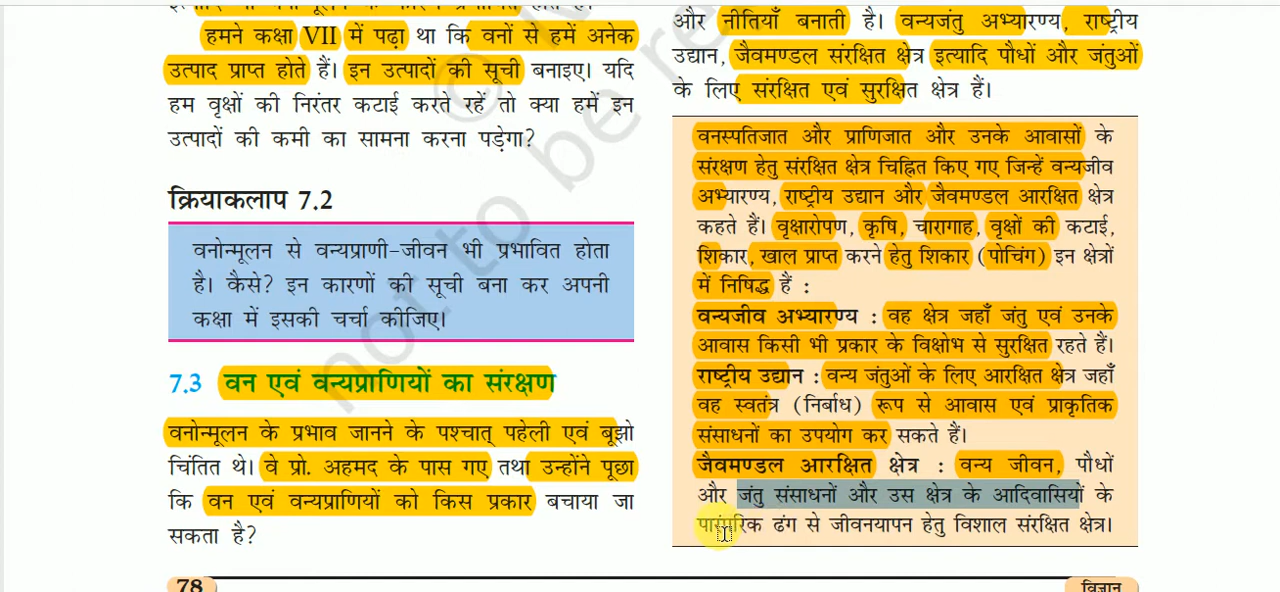 हमने कक्षा VII में पढ़ा था कि वनों से हमें अनेक
उत्पाद प्राप्त होते हैं। इन उत्पादों की सूची बनाइए। यदि
हम वृक्षों की निरंतर कटाई करते रहें तो क्या हमें इन
उत्पादों की कमी का सामना करना पड़ेगा?
क्रियाकलाप 7.2
वनोन्मूलन से वन्यप्राणी-जीवन भी प्रभावित होता
है। कैसे? इन कारणों की सूची बना कर अपनी
कक्षा में इसकी चर्चा कीजिए।
7.3 वन एवं वन्यप्राणियों का संरक्षण
वनोन्मूलन के प्रभाव जानने के पश्चात् पहेली एवं बूझो
चिंतित थे। वे प्रो. अहमद के पास गए तथा उन्होंने पूछा
कि वन एवं वन्यप्राणियों को किस प्रकार बचाया जा
सकता है?
और नीतियाँ बनाती है। वन्यजंतु अभ्यारण्य, राष्ट्रीय
उद्यान, जैवमण्डल संरक्षित क्षेत्र इत्यादि पौधों और जंतुओं
के लिए संरक्षित एवं सुरक्षित क्षेत्र हैं।
वनस्पतिजात और प्राणिजात और उनके आवासों के
संरक्षण हेतु संरक्षित क्षेत्र चिह्नित किए गए जिन्हें वन्यजीव
अभ्यारण्य, राष्ट्रीय उद्यान और जैवमण्डल आरक्षित क्षेत्र
कहते हैं। वृक्षारोपण, कृषि, चारागाह, वृक्षों की कटाई,
शिकार, खाल प्राप्त करने हेतु शिकार (पोचिंग) इन क्षेत्रों
में निषिद्ध हैं :
वन्यजीव अभ्यारण्य : वह क्षेत्र जहाँ जंतु एवं उनके
आवास किसी भी प्रकार के विक्षोभ से सुरक्षित रहते हैं।
राष्ट्रीय उद्यान : वन्य जंतुओं के लिए आरक्षित क्षेत्र जहाँ
वह स्वतंत्र (निर्बाध) रूप से आवास एवं प्राकृतिक
संसाधनों का उपयोग कर सकते हैं।
जैवमण्डल आरक्षित क्षेत्र : वन्य जीवन, पौधों
और जंतु संसाधनों और उस क्षेत्र के आदिवासियों के
पारंपरिक ढंग से जीवनयापन हेतु विशाल संरक्षित क्षेत्र।
78
विज्ञान
not to be re